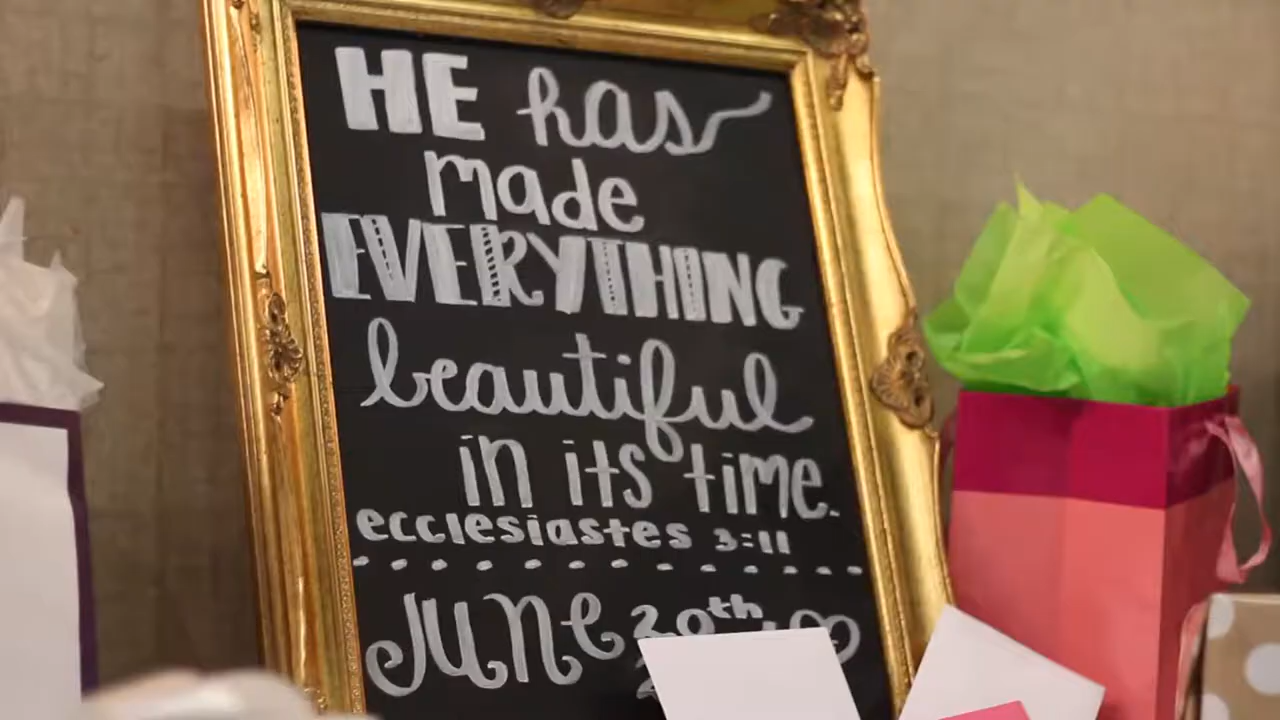 HE has
made
EVERYTHING
beautiful
in its time.
ecclesiastes 3:11
June 20th